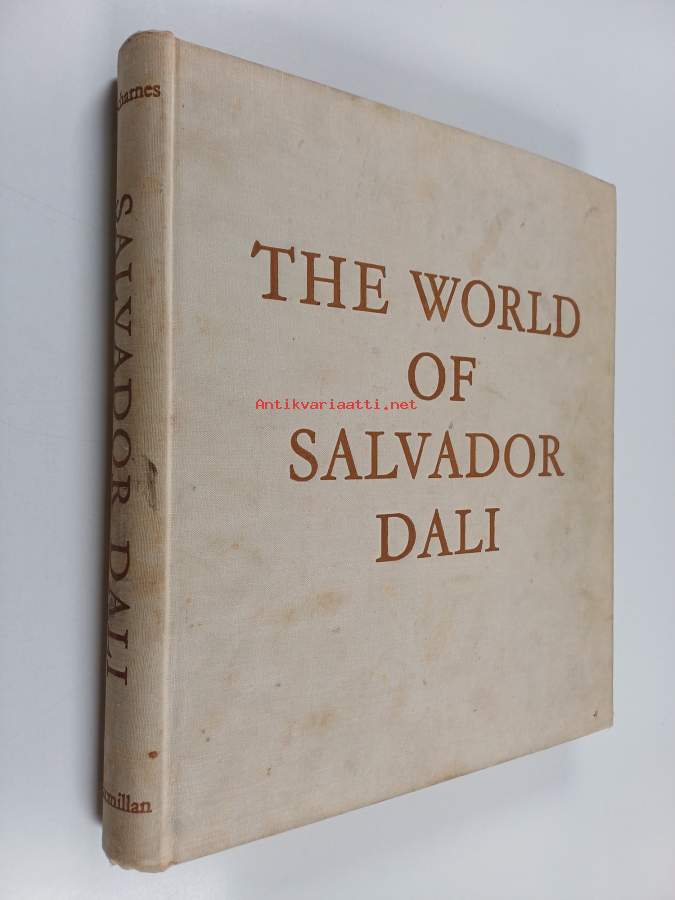 THE WORLD
OF
SALVADOR
DALI
Antikvariaatti.net
SALVADOR DALI